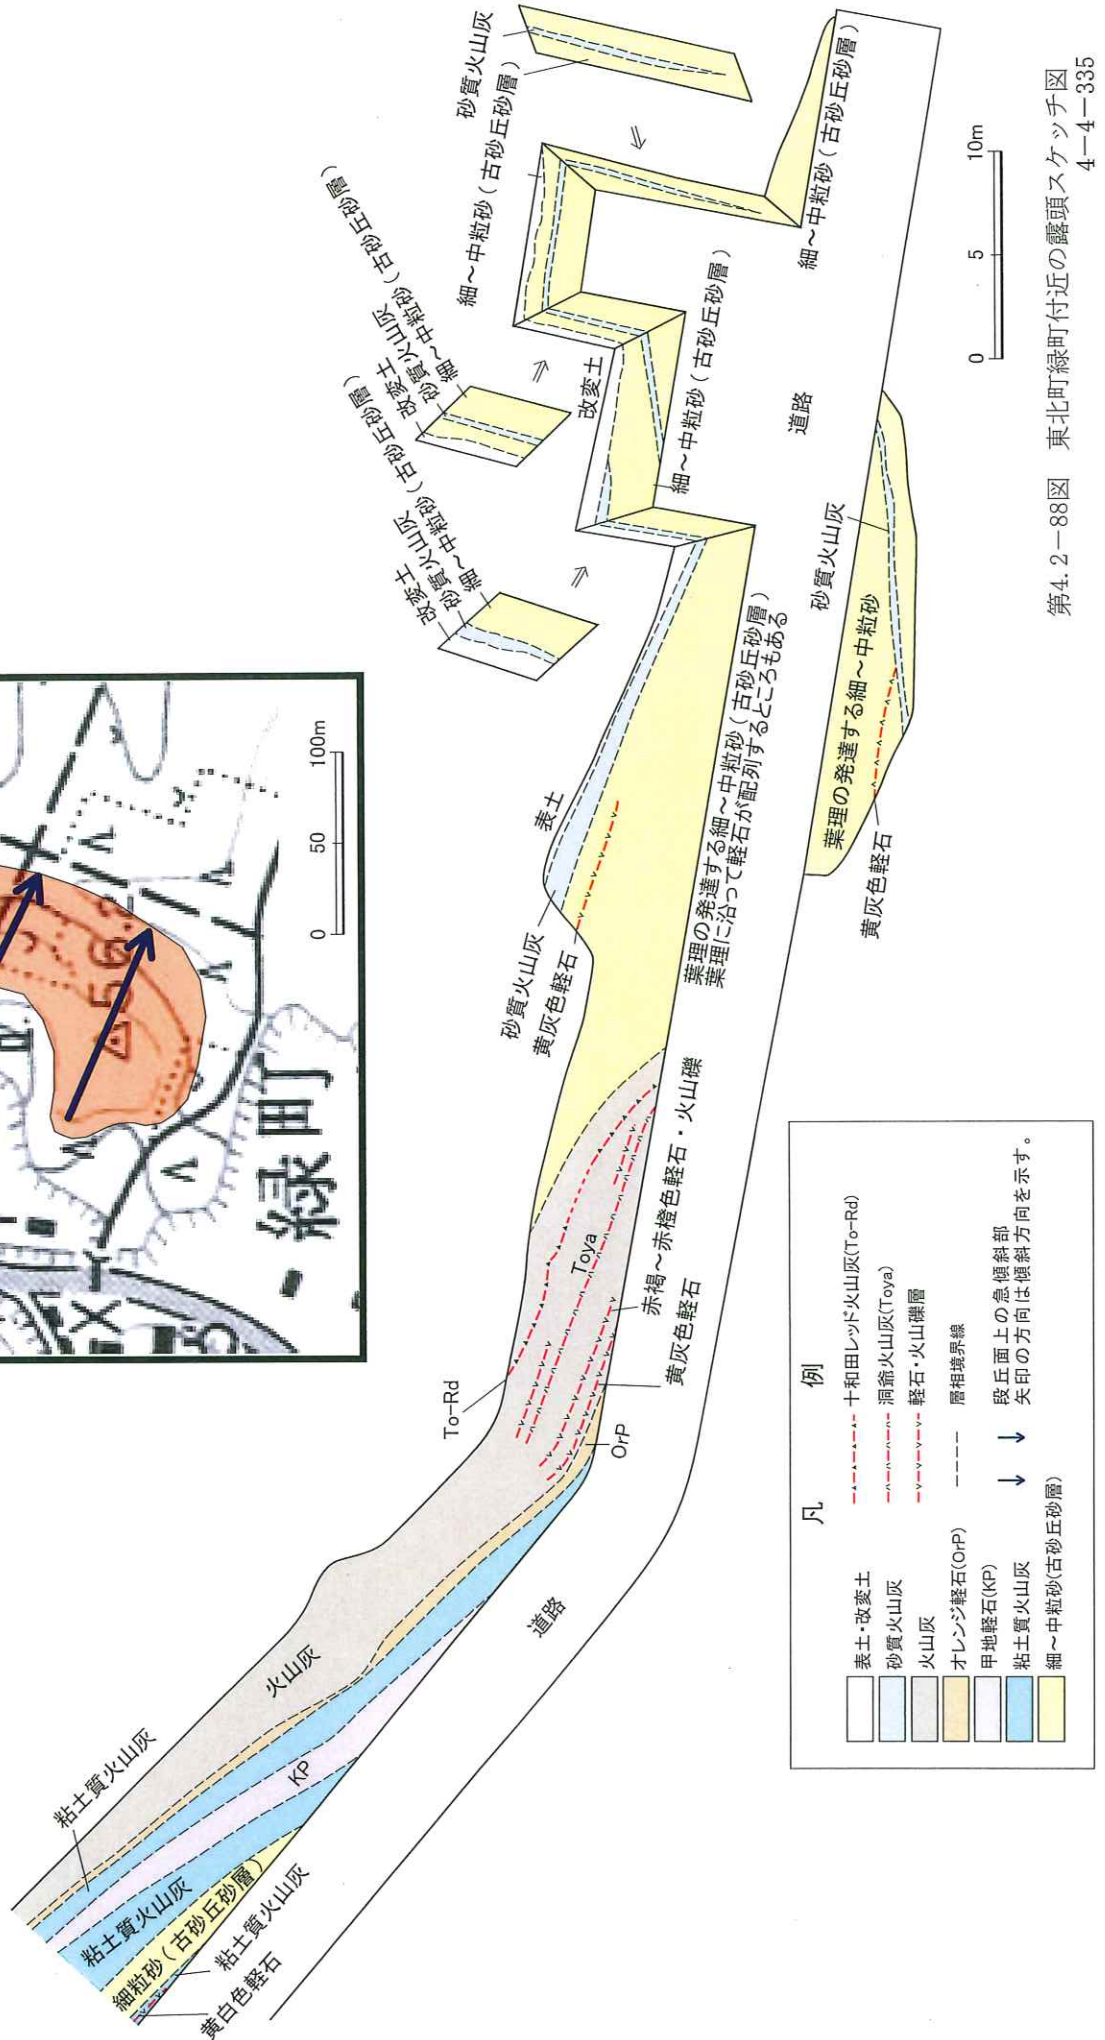 56.2
緑町
0 50 100m
粘土質火山灰
火山灰
KP
粘土質火山灰
細粒砂(古砂丘砂層)
粘土質火山灰
黄白色軽石
道路
To-Rd
OrP
Toya
黄灰色軽石
赤褐～赤橙色軽石・火山礫
砂質火山灰
黄灰色軽石
表土
葉理の発達する細～中粒砂(古砂丘砂層)
葉理に沿って軽石が配列するところもある
改変土
砂質火山灰
細～中粒砂(古砂丘砂層)
改変土
砂質火山灰
細～中粒砂(古砂丘砂層)
改変土
細～中粒砂(古砂丘砂層)
細～中粒砂(古砂丘砂層)
砂質火山灰
細～中粒砂(古砂丘砂層)
道路
葉理の発達する細～中粒砂
砂質火山灰
黄灰色軽石
0 5 10m
凡例
表土・改変土
砂質火山灰
火山灰
オレンジ軽石(OrP)
甲地軽石(KP)
粘土質火山灰
細～中粒砂(古砂丘砂層)
十和田レッド火山灰(To-Rd)
洞爺火山灰(Toya)
軽石・火山礫層
層相境界線
段丘面上の急傾斜部
矢印の方向は傾斜方向を示す。
第4.2-88図 東北町緑町付近の露頭スケッチ図
4-4-335